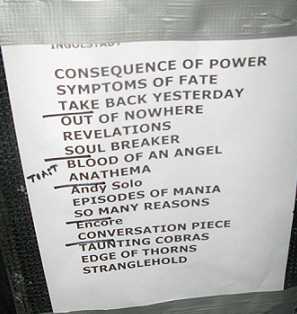 INGOLSTADT
CONSEQUENCE OF POWER
SYMPTOMS OF FATE
TAKE BACK YESTERDAY
OUT OF NOWHERE
REVELATIONS
SOUL BREAKER
BLOOD OF AN ANGEL
ANATHEMA
Andy Solo
EPISODES OF MANIA
SO MANY REASONS
Encore
CONVERSATION PIECE
TAUNTING COBRAS
EDGE OF THORNS
STRANGLEHOLD